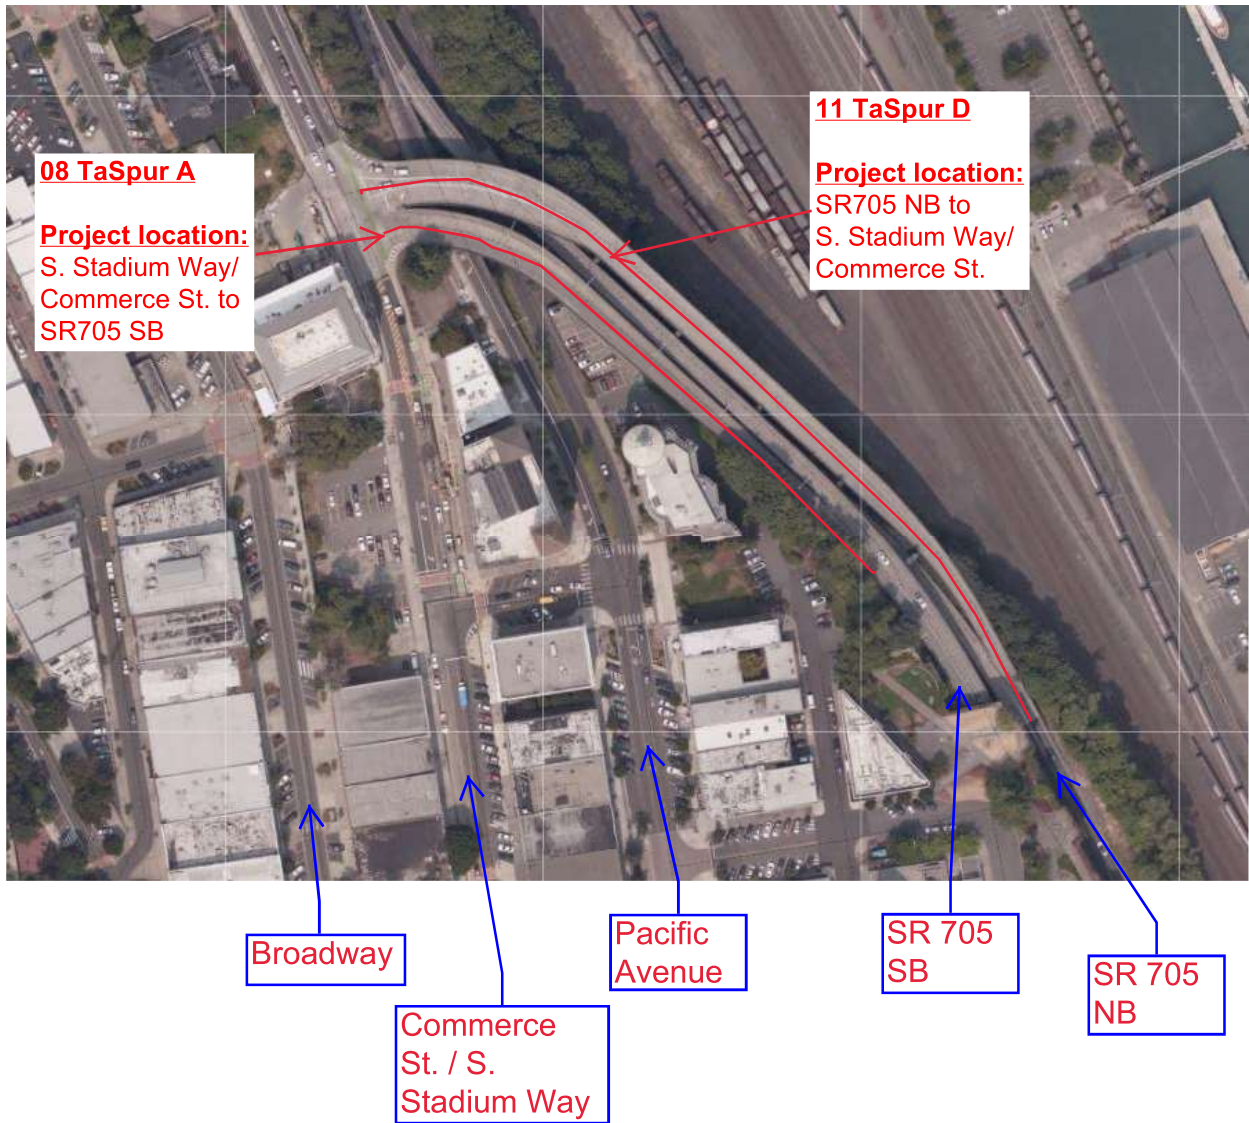 08 TaSpur A
Project location:
S. Stadium Way/
Commerce St. to
SR705 SB
11 TaSpur D
Project location:
SR705 NB to
S. Stadium Way/
Commerce St.
Broadway
Commerce
St. / S.
Stadium Way
Pacific
Avenue
SR 705
SB
SR 705
NB